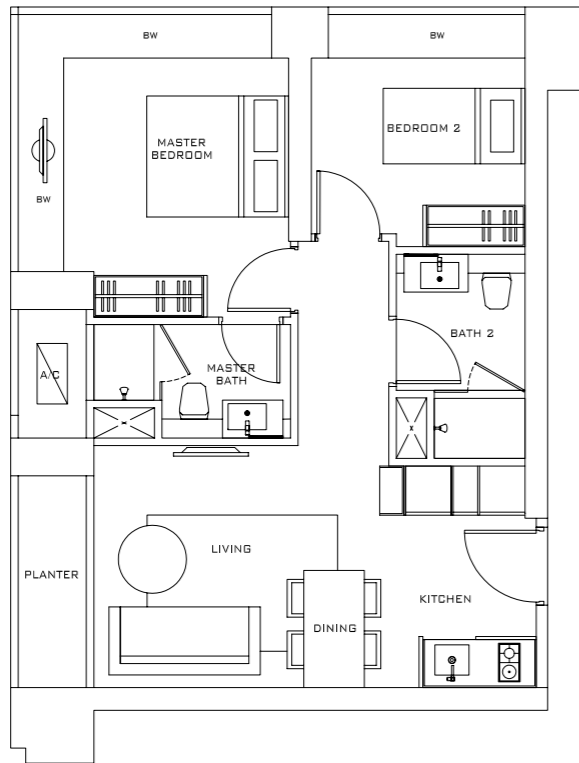 BW
BW
MASTER
BEDROOM
BEDROOM 2
BW
A/C
MASTER
BATH
BATH 2
LIVING
PLANTER
KITCHEN
DINING